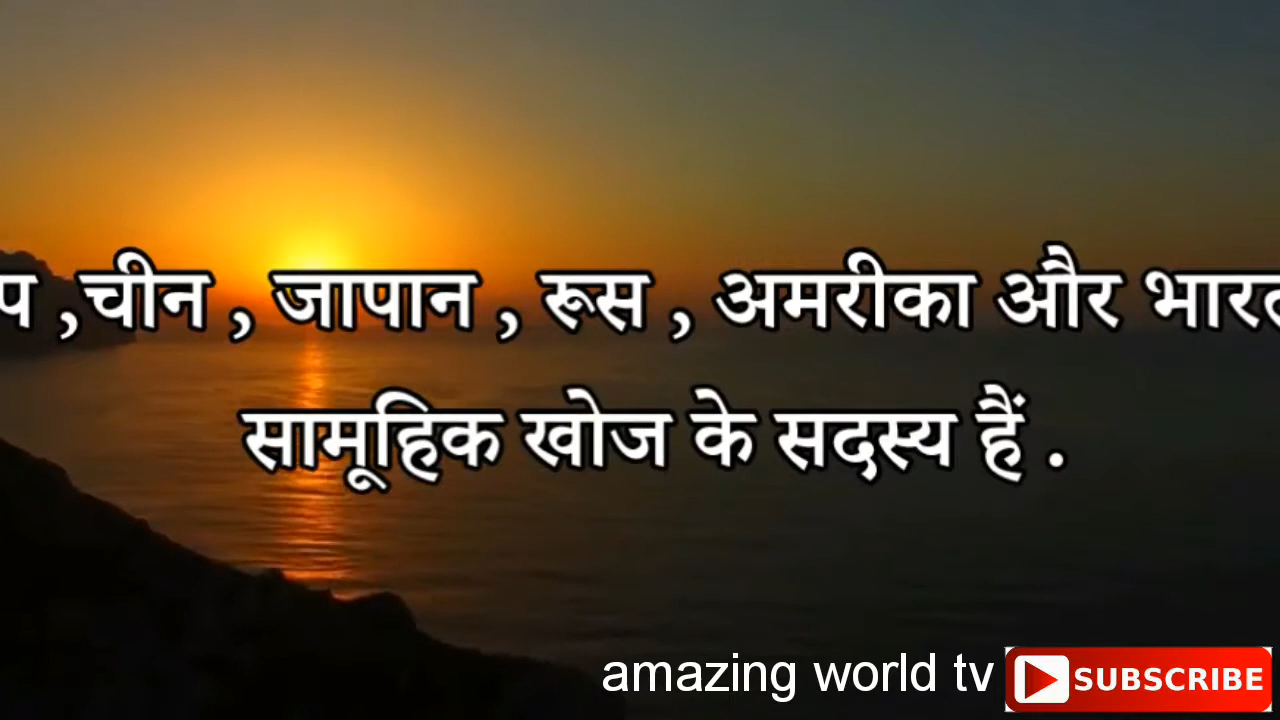 प ,चीन , जापान , रूस , अमरीका और भारत
सामूहिक खोज के सदस्य हैं .
amazing world tv
SUBSCRIBE